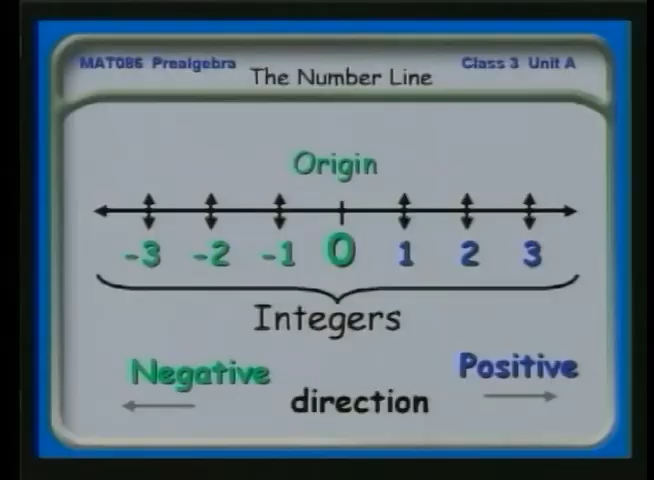 MAT086 Prealgebra
The Number Line
Class 3 Unit A
Origin
-3 -2 -1 0 1 2 3
Integers
Negative
direction
Positive